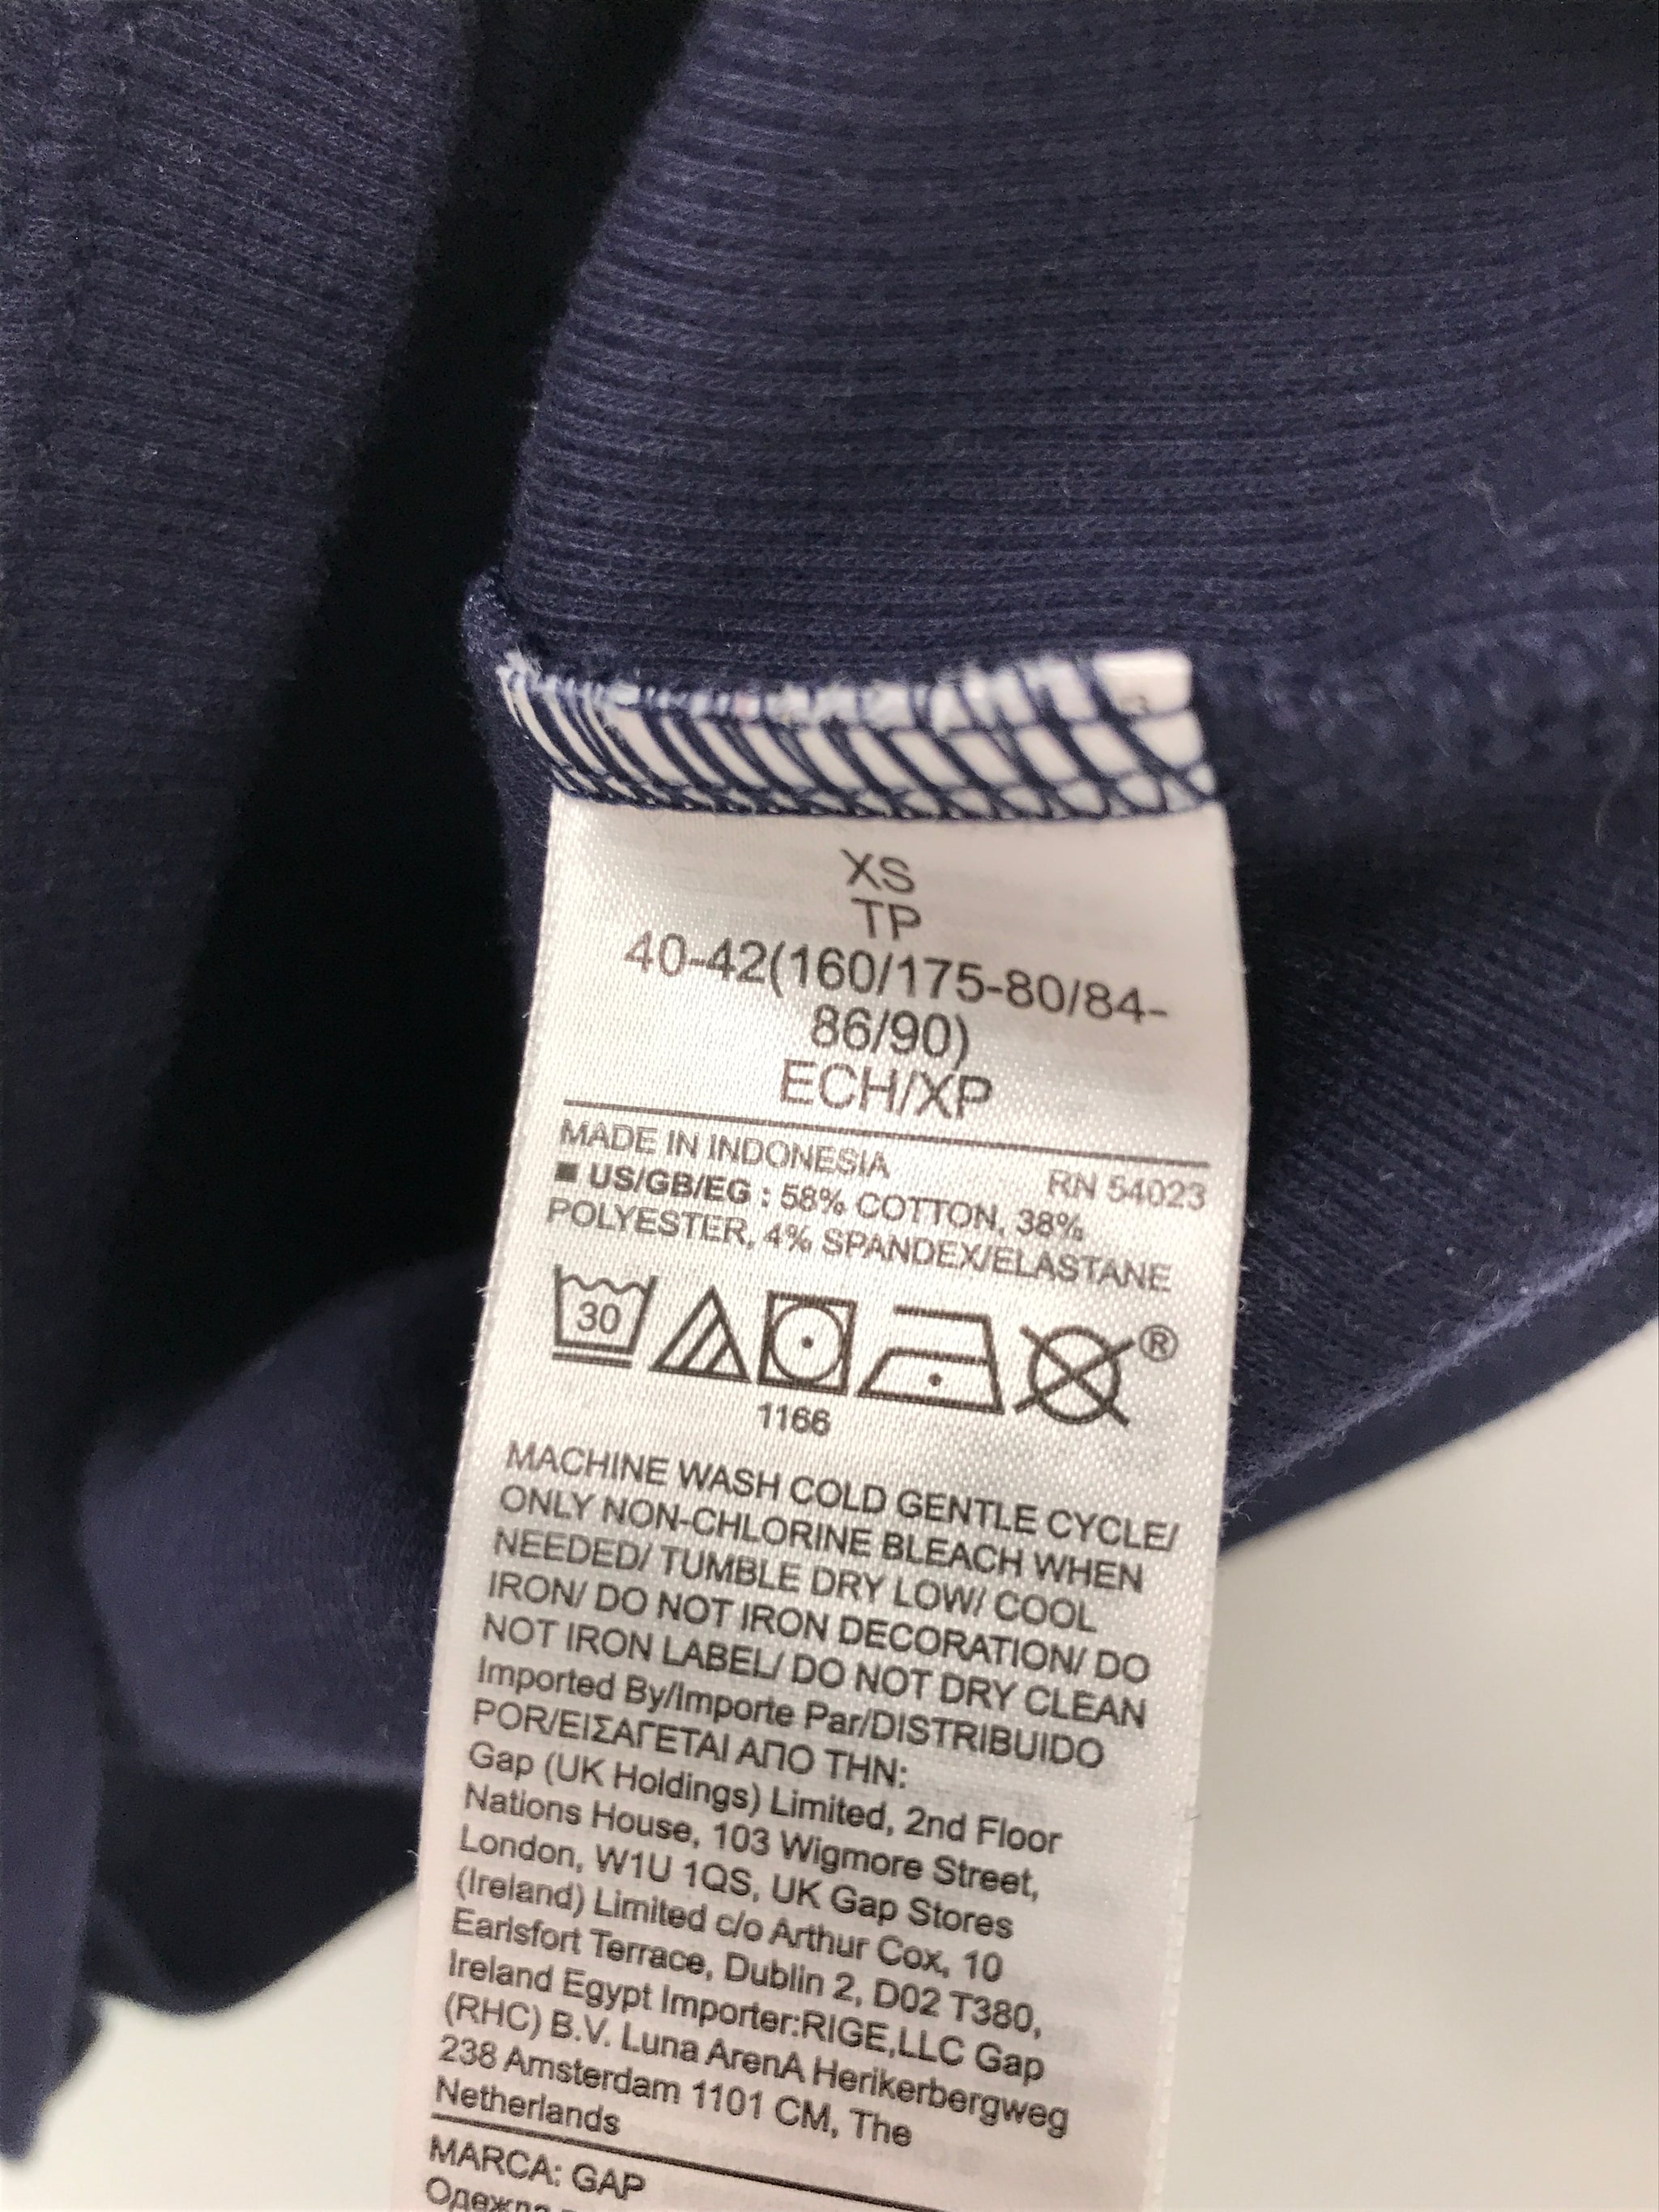 XS
TP
40-42(160/175-80/84-
86/90)
ECH/XP
MADE IN INDONESIA RN 54023
■ US/GB/EG : 58% COTTON, 38%
POLYESTER, 4% SPANDEX/ELASTANE
30 ®
1166
MACHINE WASH COLD GENTLE CYCLE/
ONLY NON-CHLORINE BLEACH WHEN
NEEDED/ TUMBLE DRY LOW/ COOL
IRON/ DO NOT IRON DECORATION/ DO
NOT IRON LABEL/ DO NOT DRY CLEAN
Imported By/Importe Par/DISTRIBUIDO
POR/ΕΙΣΑΓΕΤΑΙ ΑΠΟ ΤΗΝ:
Gap (UK Holdings) Limited, 2nd Floor
Nations House, 103 Wigmore Street,
London, W1U 1QS, UK Gap Stores
(Ireland) Limited c/o Arthur Cox, 10
Earlsfort Terrace, Dublin 2, D02 T380,
Ireland Egypt Importer:RIGE,LLC Gap
(RHC) B.V. Luna ArenA Herikerbergweg
238 Amsterdam 1101 CM, The
Netherlands
MARCA: GAP
Одежда